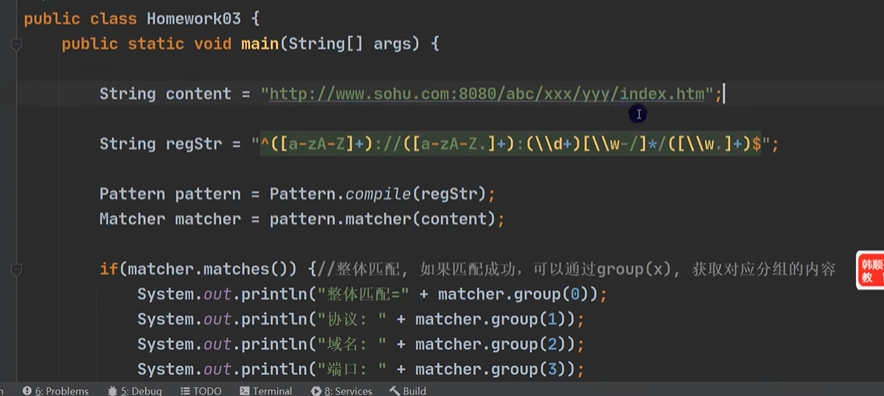 public class Homework03 {
public static void main(String[] args) {
String content = "http://www.sohu.com:8080/abc/xxx/yyy/index.htm";
String regStr = "^([a-zA-Z]+)://([a-zA-Z.]+):(\\d+)[\\w-/]*/([\\w.]+)$";
Pattern pattern = Pattern.compile(regStr);
Matcher matcher = pattern.matcher(content);
if(matcher.matches()) {//整体匹配, 如果匹配成功，可以通过group(x), 获取对应分组的内容
System.out.println("整体匹配=" + matcher.group(0));
System.out.println("协议: " + matcher.group(1));
System.out.println("域名: " + matcher.group(2));
System.out.println("端口: " + matcher.group(3));
韩顺
教
6: Problems 5: Debug TODO Terminal 8: Services Build